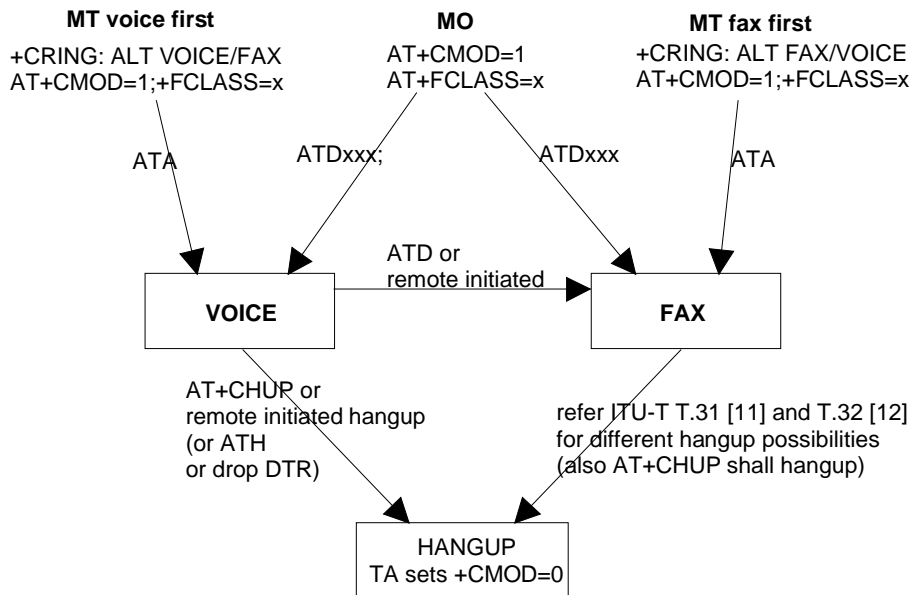 MT voice first
+CRING: ALT VOICE/FAX
AT+CMOD=1;+FCLASS=x
MO
AT+CMOD=1
AT+FCLASS=x
MT fax first
+CRING: ALT FAX/VOICE
AT+CMOD=1;+FCLASS=x
ATA
ATDxxx;
ATDxxx
ATA
ATD or
remote initiated
VOICE
FAX
AT+CHUP or
remote initiated hangup
(or ATH
or drop DTR)
refer ITU-T T.31 [11] and T.32 [12]
for different hangup possibilities
(also AT+CHUP shall hangup)
HANGUP
TA sets +CMOD=0